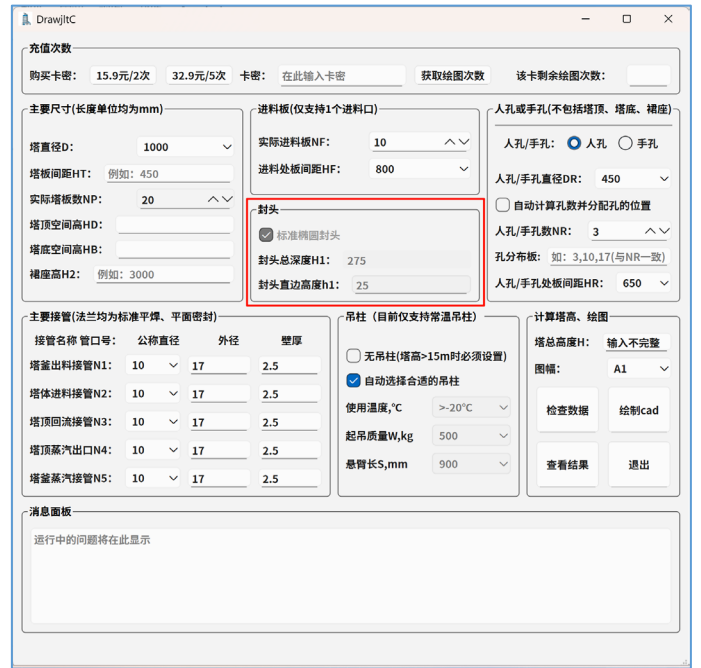 DrawjltC
充值次数
购买卡密: 15.9元/2次 32.9元/5次 卡密: 在此输入卡密 获取绘图次数 该卡剩余绘图次数:
主要尺寸(长度单位均为mm)
塔直径D: 1000
塔板间距HT: 例如: 450
实际塔板数NP: 20
塔顶空间高HD:
塔底空间高HB:
裙座高H2: 例如: 3000
进料板(仅支持1个进料口)
实际进料板NF: 10
进料处板间距HF: 800
封头
标准椭圆封头
封头总深度H1: 275
封头直边高度h1: 25
人孔或手孔(不包括塔顶、塔底、裙座)
人孔/手孔: 人孔 手孔
人孔/手孔直径DR: 450
自动计算孔数并分配孔的位置
人孔/手孔数NR: 3
孔分布板: 如: 3,10,17(与NR一致)
人孔/手孔处板间距HR: 650
主要接管(法兰均为标准平焊、平面密封)
接管名称 管口号: 公称直径 外径 壁厚
塔釜出料接管N1: 10 17 2.5
塔体进料接管N2: 10 17 2.5
塔顶回流接管N3: 10 17 2.5
塔顶蒸汽出口N4: 10 17 2.5
塔釜蒸汽接管N5: 10 17 2.5
吊柱（目前仅支持常温吊柱）
无吊柱(塔高>15m时必须设置)
自动选择合适的吊柱
使用温度,℃ >-20℃
起吊质量W,kg 500
悬臂长S,mm 900
计算塔高、绘图
塔总高度H: 输入不完整
图幅: A1
检查数据 绘制cad
查看结果 退出
消息面板
运行中的问题将在此显示